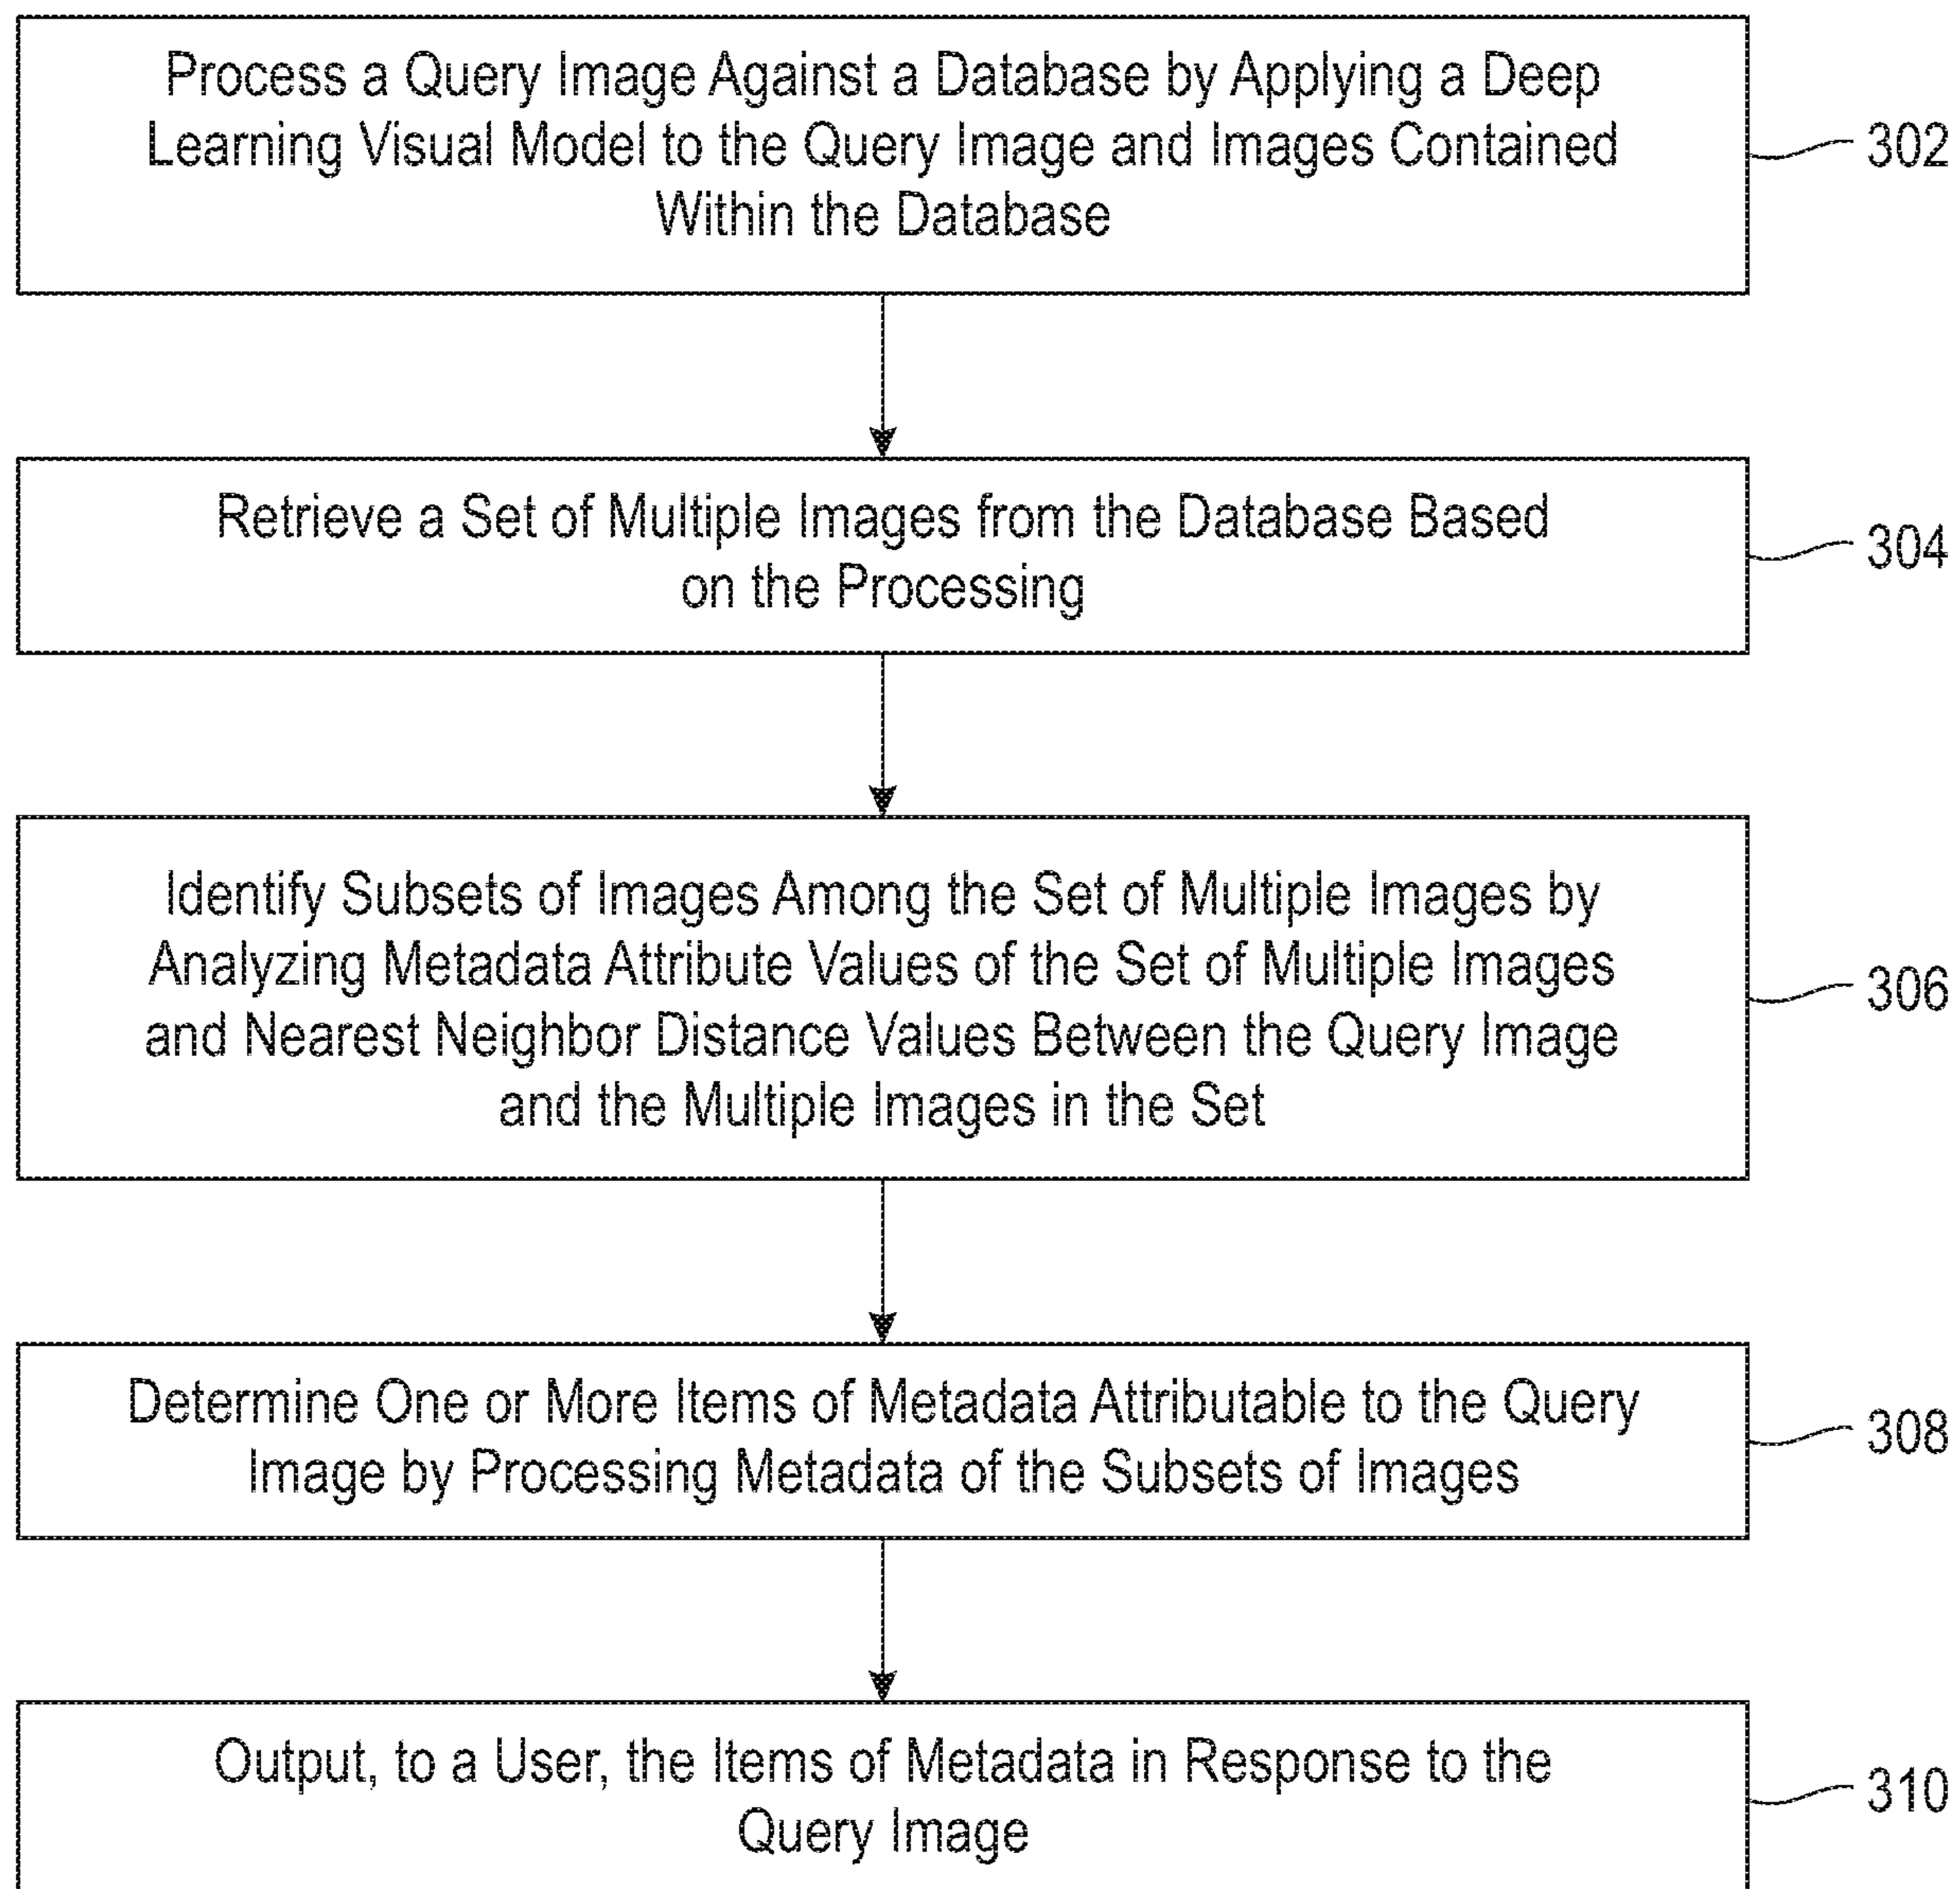 Process a Query Image Against a Database by Applying a Deep
Learning Visual Model to the Query Image and Images Contained
Within the Database
302
Retrieve a Set of Multiple Images from the Database Based
on the Processing
304
Identify Subsets of Images Among the Set of Multiple Images by
Analyzing Metadata Attribute Values of the Set of Multiple Images
and Nearest Neighbor Distance Values Between the Query Image
and the Multiple Images in the Set
306
Determine One or More Items of Metadata Attributable to the Query
Image by Processing Metadata of the Subsets of Images
308
Output, to a User, the Items of Metadata in Response to the
Query Image
310